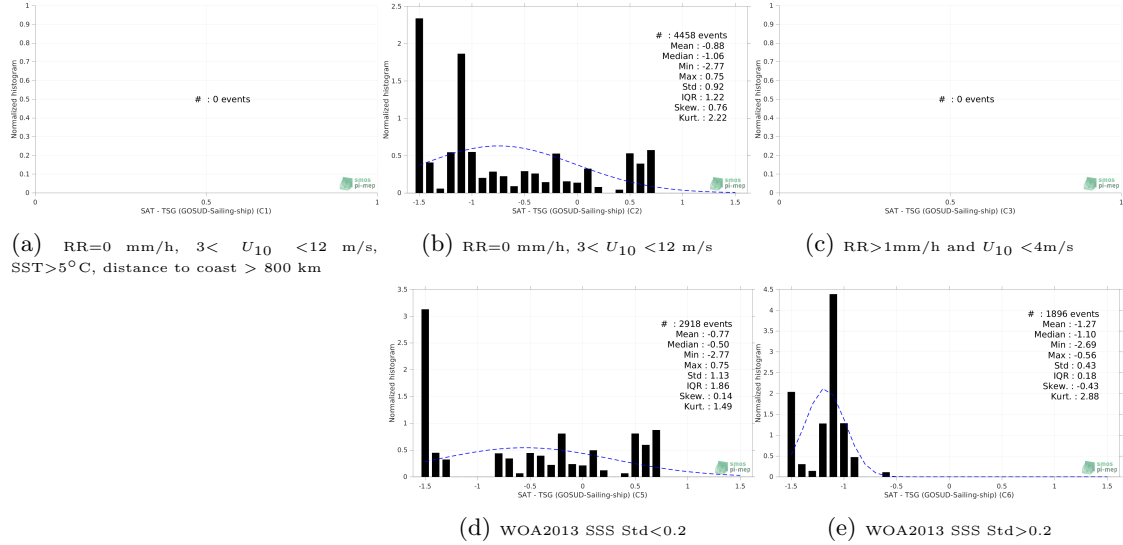 1
0.9
0.8
0.7
0.6
0.5
0.4
0.3
0.2
0.1
0
Normalized histogram
# : 0 events
smos
pi-mep
0 0.5 1
SAT - TSG (GOSUD-Sailing-ship) (C1)
(a) RR=0 mm/h, 3< U10 <12 m/s,
SST>5°C, distance to coast > 800 km
2.5
2
1.5
1
0.5
0
Normalized histogram
# : 4458 events
Mean : -0.88
Median : -1.06
Min : -2.77
Max : 0.75
Std : 0.92
IQR : 1.22
Skew. : 0.76
Kurt. : 2.22
smos
pi-mep
-1.5 -1 -0.5 0 0.5 1 1.5
SAT - TSG (GOSUD-Sailing-ship) (C2)
(b) RR=0 mm/h, 3< U10 <12 m/s
1
0.9
0.8
0.7
0.6
0.5
0.4
0.3
0.2
0.1
0
Normalized histogram
# : 0 events
smos
pi-mep
0 0.5 1
SAT - TSG (GOSUD-Sailing-ship) (C3)
(c) RR>1mm/h and U10 <4m/s
3.5
3
2.5
2
1.5
1
0.5
0
Normalized histogram
# : 2918 events
Mean : -0.77
Median : -0.50
Min : -2.77
Max : 0.75
Std : 1.13
IQR : 1.86
Skew. : 0.14
Kurt. : 1.49
smos
pi-mep
-1.5 -1 -0.5 0 0.5 1 1.5
SAT - TSG (GOSUD-Sailing-ship) (C5)
(d) WOA2013 SSS Std<0.2
4.5
4
3.5
3
2.5
2
1.5
1
0.5
0
Normalized histogram
# : 1896 events
Mean : -1.27
Median : -1.10
Min : -2.69
Max : -0.56
Std : 0.43
IQR : 0.18
Skew. : -0.43
Kurt. : 2.88
smos
pi-mep
-1.5 -1 -0.5 0 0.5 1 1.5
SAT - TSG (GOSUD-Sailing-ship) (C6)
(e) WOA2013 SSS Std>0.2